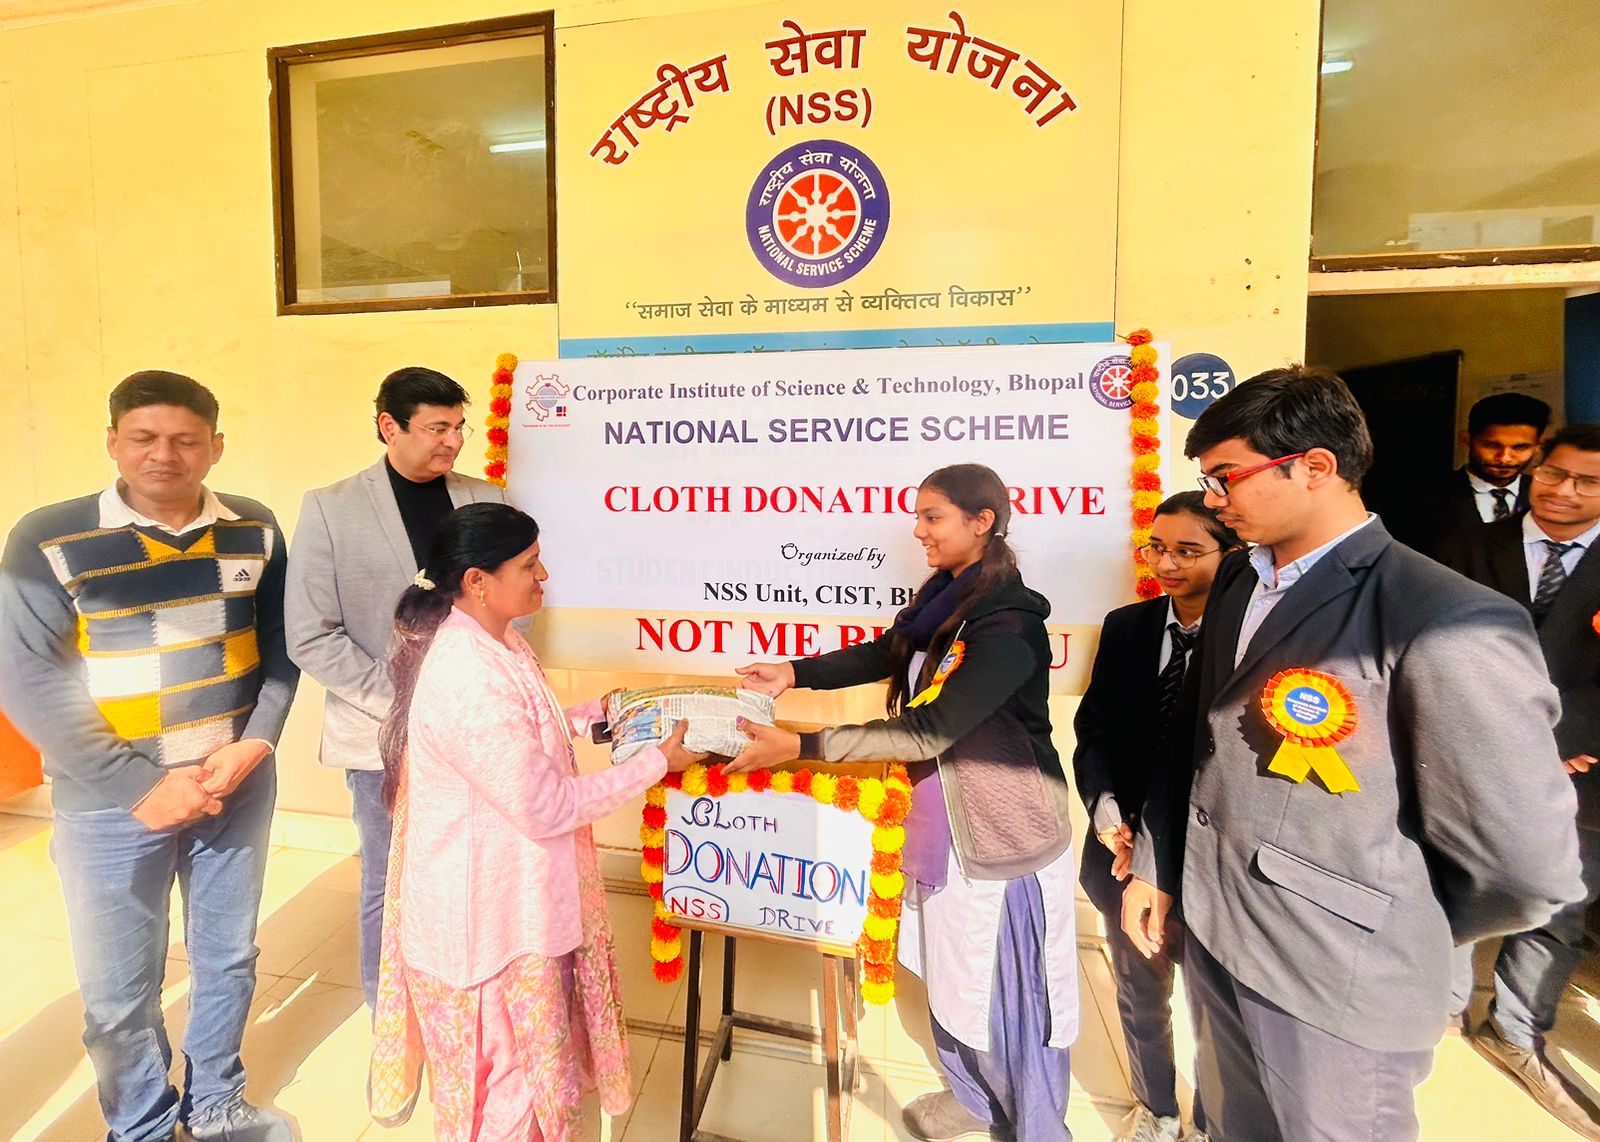 राष्ट्रीय सेवा योजना
(NSS)
राष्ट्रीय सेवा योजना
NATIONAL SERVICE SCHEME
“समाज सेवा के माध्यम से व्यक्तित्व विकास”
Corporate Institute of Science & Technology, Bhopal
NATIONAL SERVICE SCHEME
CLOTH DONATIO RIVE
Organized by
NSS Unit, CIST, Bh
NOT ME B U
033
CLOTH
DONATION
NSS DRIVE
NSS